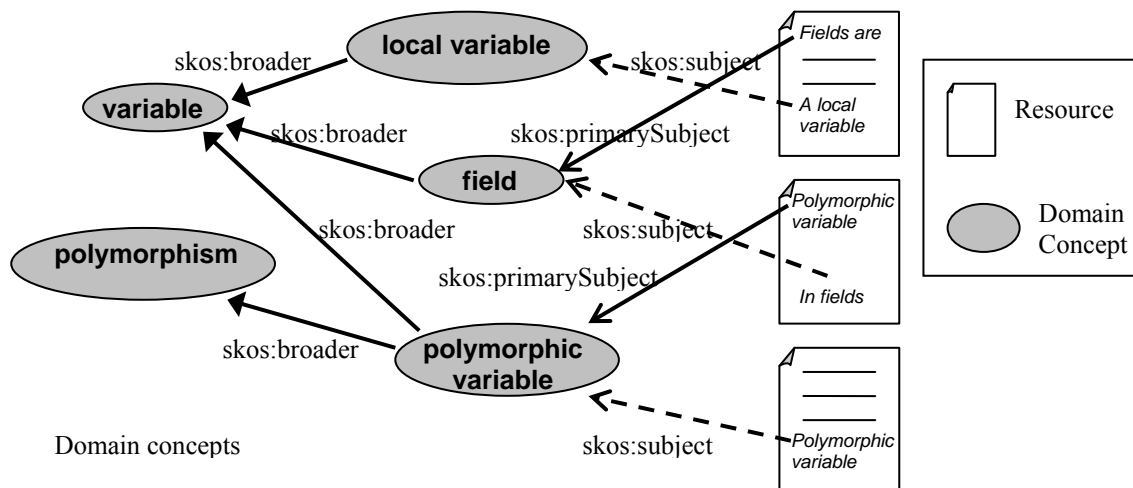 local variable
Fields are
skos:broader
skos:subject
variable
A local
variable
Resource
skos:broader
skos:primarySubject
field
Polymorphic
variable
skos:broader
skos:subject
Domain
Concept
polymorphism
skos:primarySubject
In fields
skos:broader
polymorphic
variable
Domain concepts
skos:subject
Polymorphic
variable